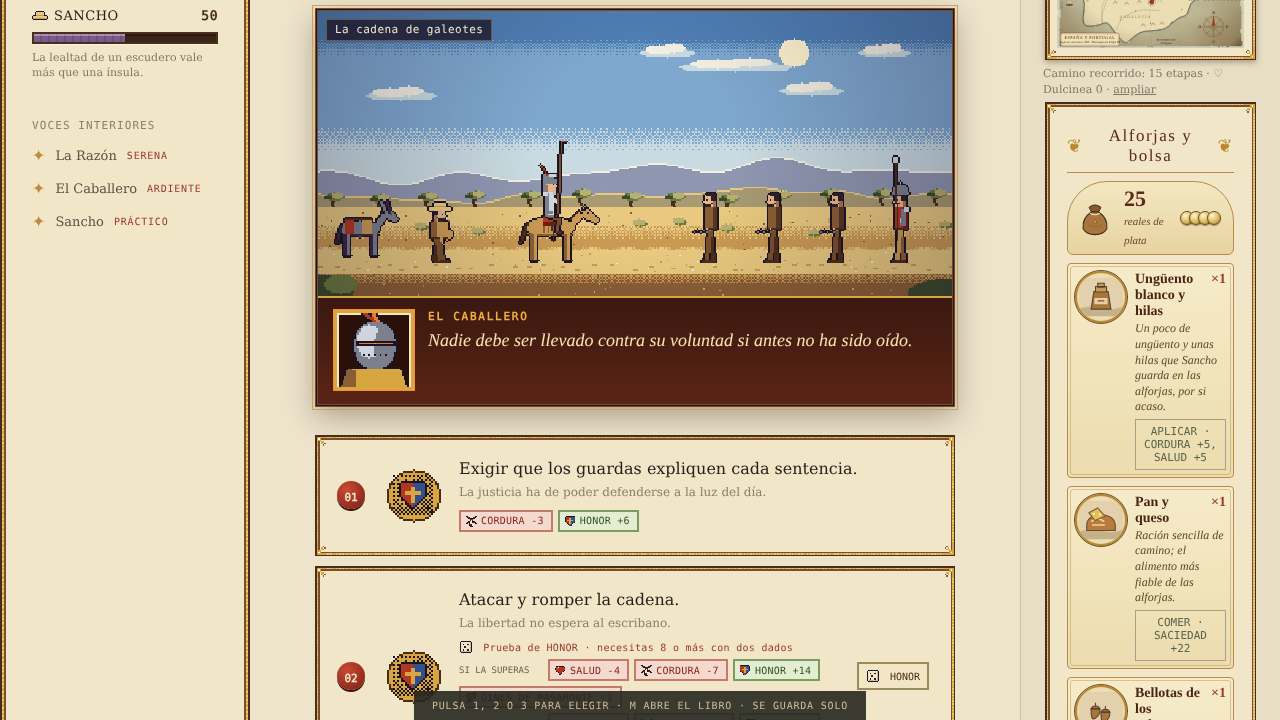 SANCHO 50
La lealtad de un escudero vale
más que una ínsula.
VOCES INTERIORES
La Razón SERENA
El Caballero ARDIENTE
Sancho PRÁCTICO
La cadena de galeotes
EL CABALLERO
Nadie debe ser llevado contra su voluntad si antes no ha sido oído.
01
Exigir que los guardas expliquen cada sentencia.
La justicia ha de poder defenderse a la luz del día.
CORDURA -3 HONOR +6
02
Atacar y romper la cadena.
La libertad no espera al escribano.
Prueba de HONOR · necesitas 8 o más con dos dados
SI LA SUPERAS SALUD -4 CORDURA -7 HONOR +14
HONOR
PULSA 1, 2 O 3 PARA ELEGIR · M ABRE EL LIBRO · SE GUARDA SOLO
ESPAÑA Y PORTUGAL
Camino recorrido: 15 etapas · ♡
Dulcinea 0 · ampliar
Alforjas y
bolsa
25
reales de
plata
Ungüento ×1
blanco y
hilas
Un poco de
ungüento y unas
hilas que Sancho
guarda en las
alforjas, por si
acaso.
APLICAR ·
CORDURA +5,
SALUD +5
Pan y ×1
queso
Ración sencilla de
camino; el
alimento más
fiable de las
alforjas.
COMER ·
SACIEDAD
+22
Bellotas de ×1
los